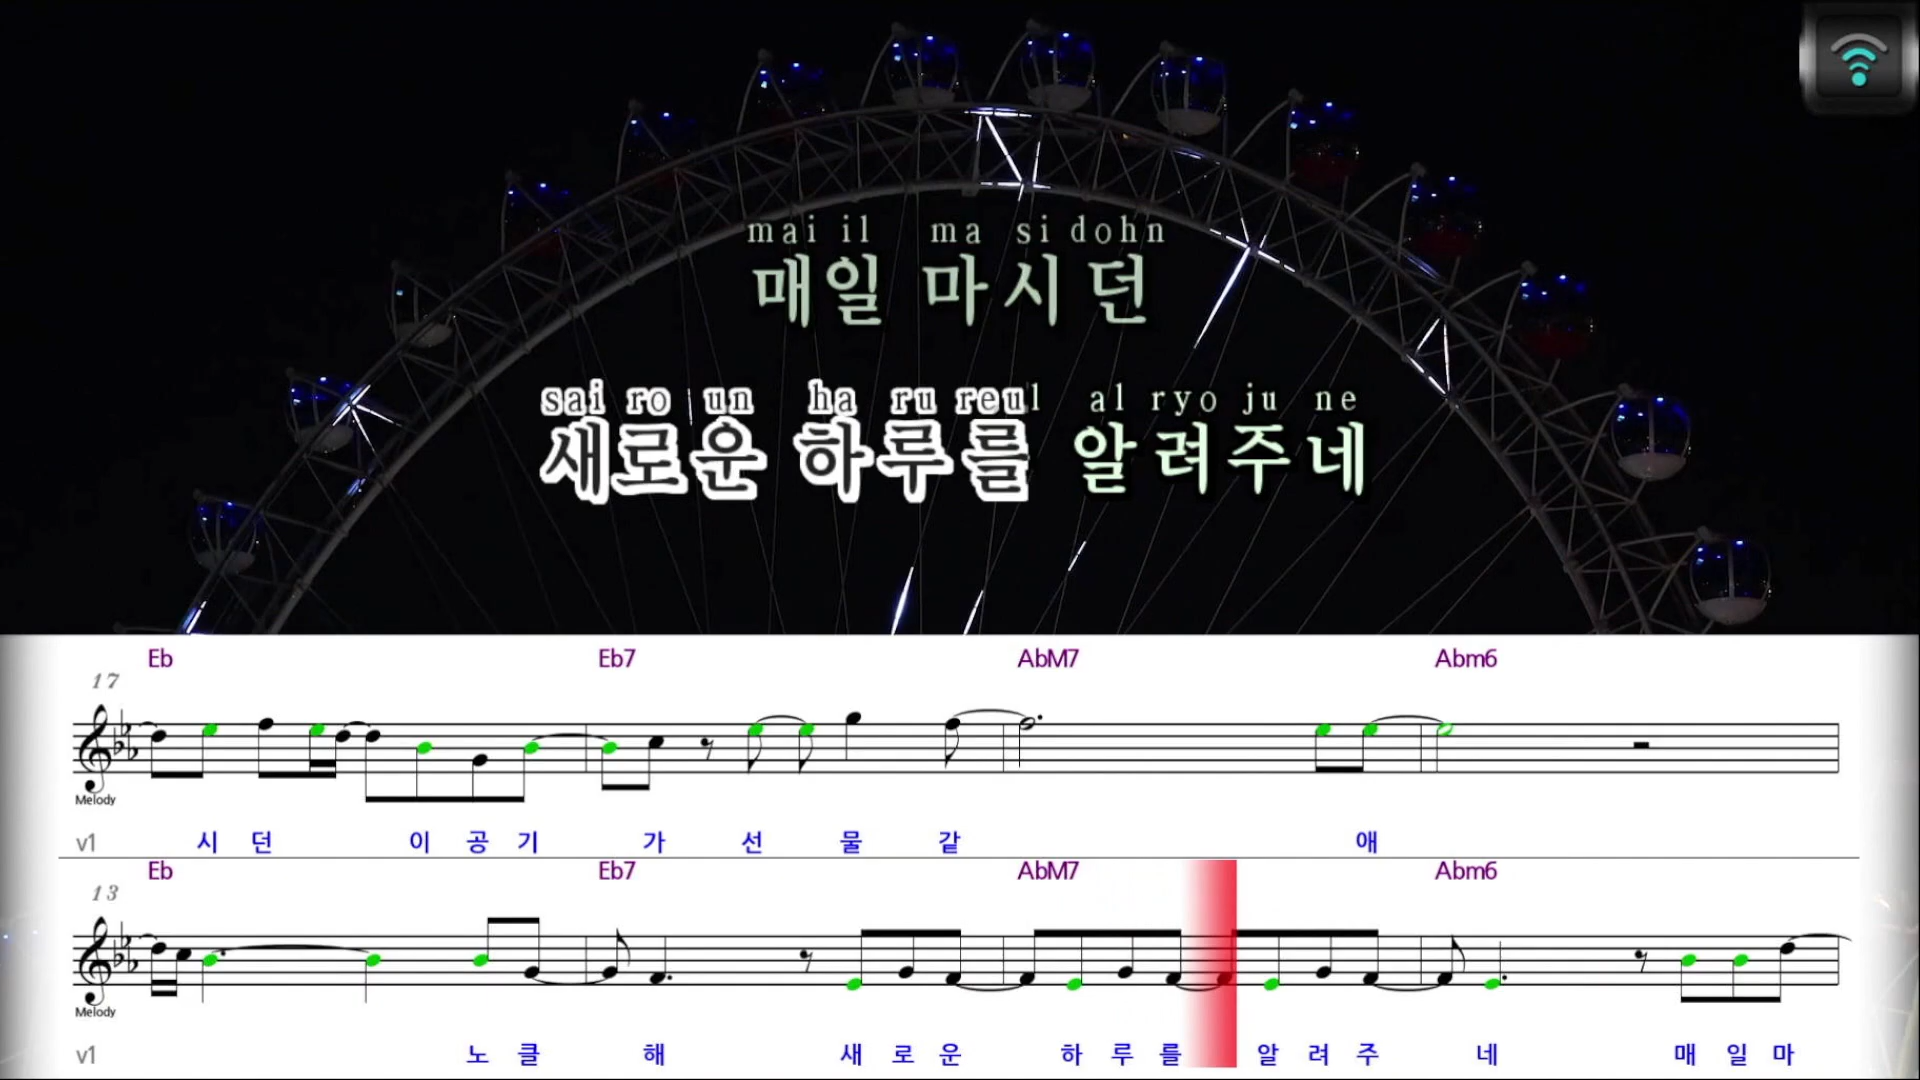 mai il ma si dohn
매일 마시던
sai ro un ha ru reul al ryo ju ne
새로운 하루를 알려주네
Eb Eb7 AbM7 Abm6
17
Melody
v1 시 던 이 공 기 가 선 물 같 애
Eb Eb7 AbM7 Abm6
13
Melody
v1 노 클 해 새 로 운 하 루 를 알 려 주 네 매 일 마